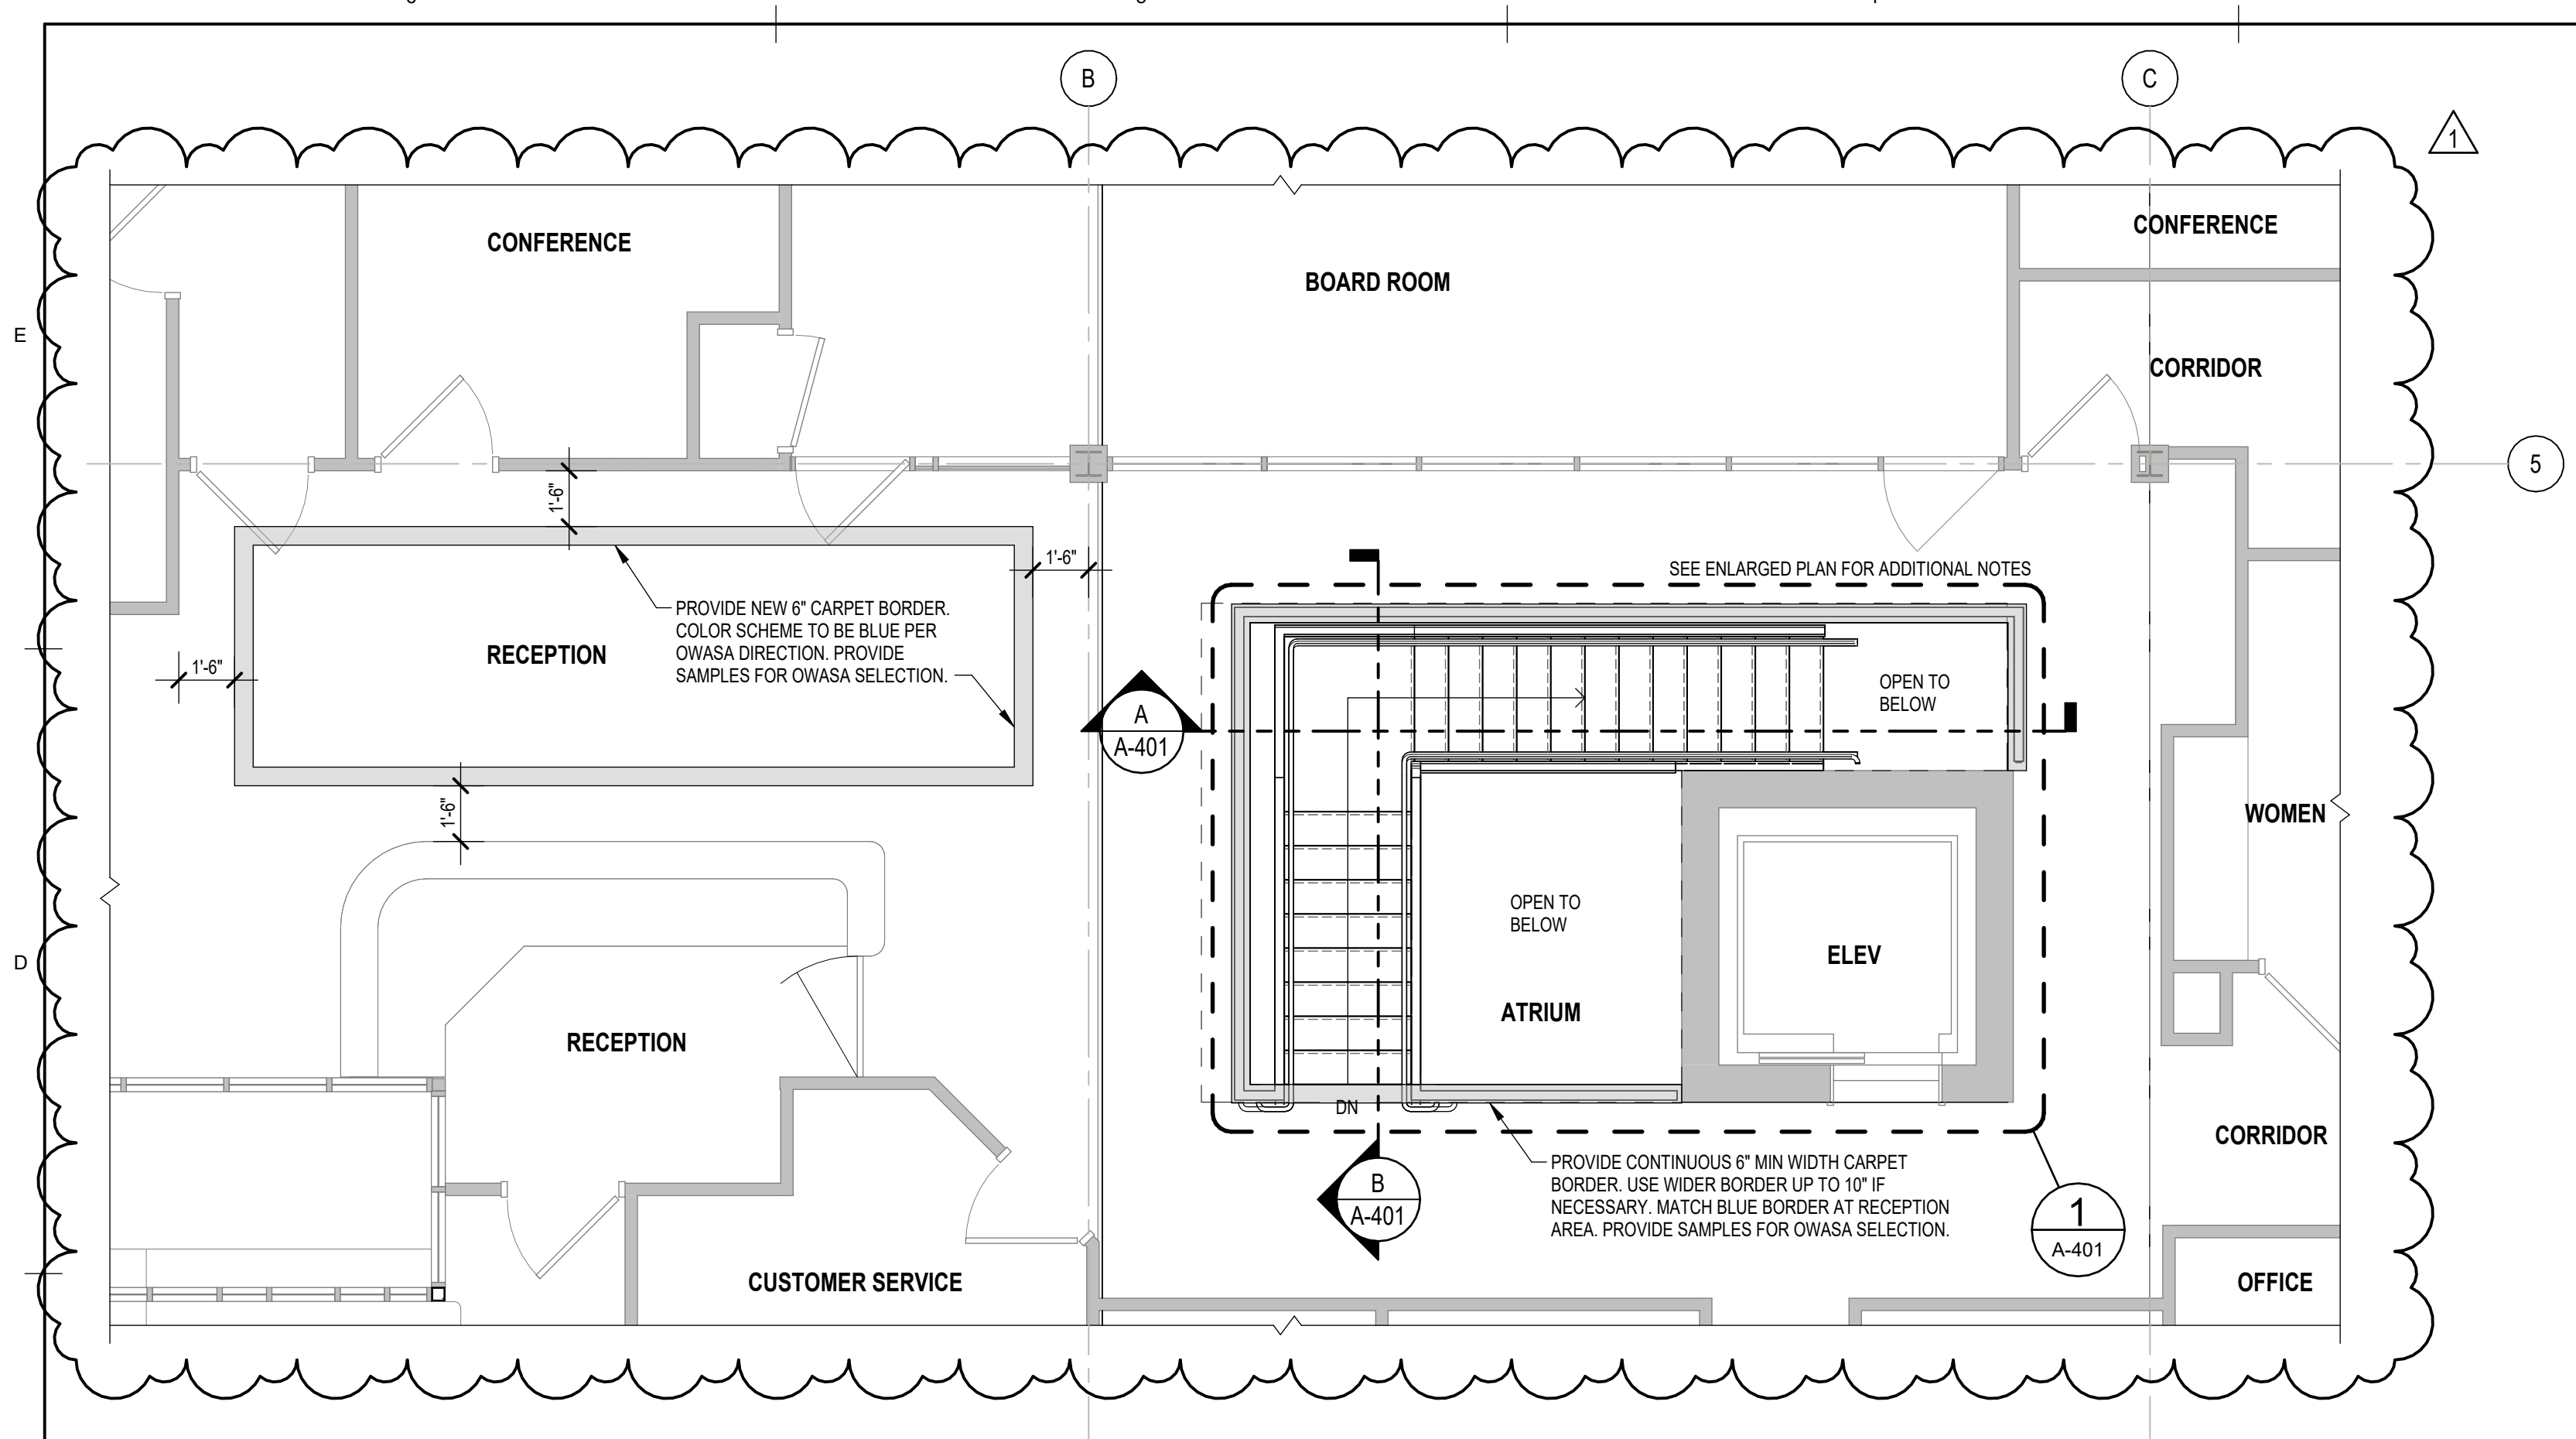 B
C
1
CONFERENCE
CONFERENCE
BOARD ROOM
E
CORRIDOR
5
1'-6"
1'-6"
SEE ENLARGED PLAN FOR ADDITIONAL NOTES
PROVIDE NEW 6" CARPET BORDER.
COLOR SCHEME TO BE BLUE PER
OWASA DIRECTION. PROVIDE
SAMPLES FOR OWASA SELECTION.
RECEPTION
1'-6"
OPEN TO
BELOW
A
A-401
1'-6"
WOMEN
OPEN TO
BELOW
ELEV
D
ATRIUM
RECEPTION
DN
CORRIDOR
PROVIDE CONTINUOUS 6" MIN WIDTH CARPET
BORDER. USE WIDER BORDER UP TO 10" IF
NECESSARY. MATCH BLUE BORDER AT RECEPTION
AREA. PROVIDE SAMPLES FOR OWASA SELECTION.
B
A-401
1
A-401
CUSTOMER SERVICE
OFFICE